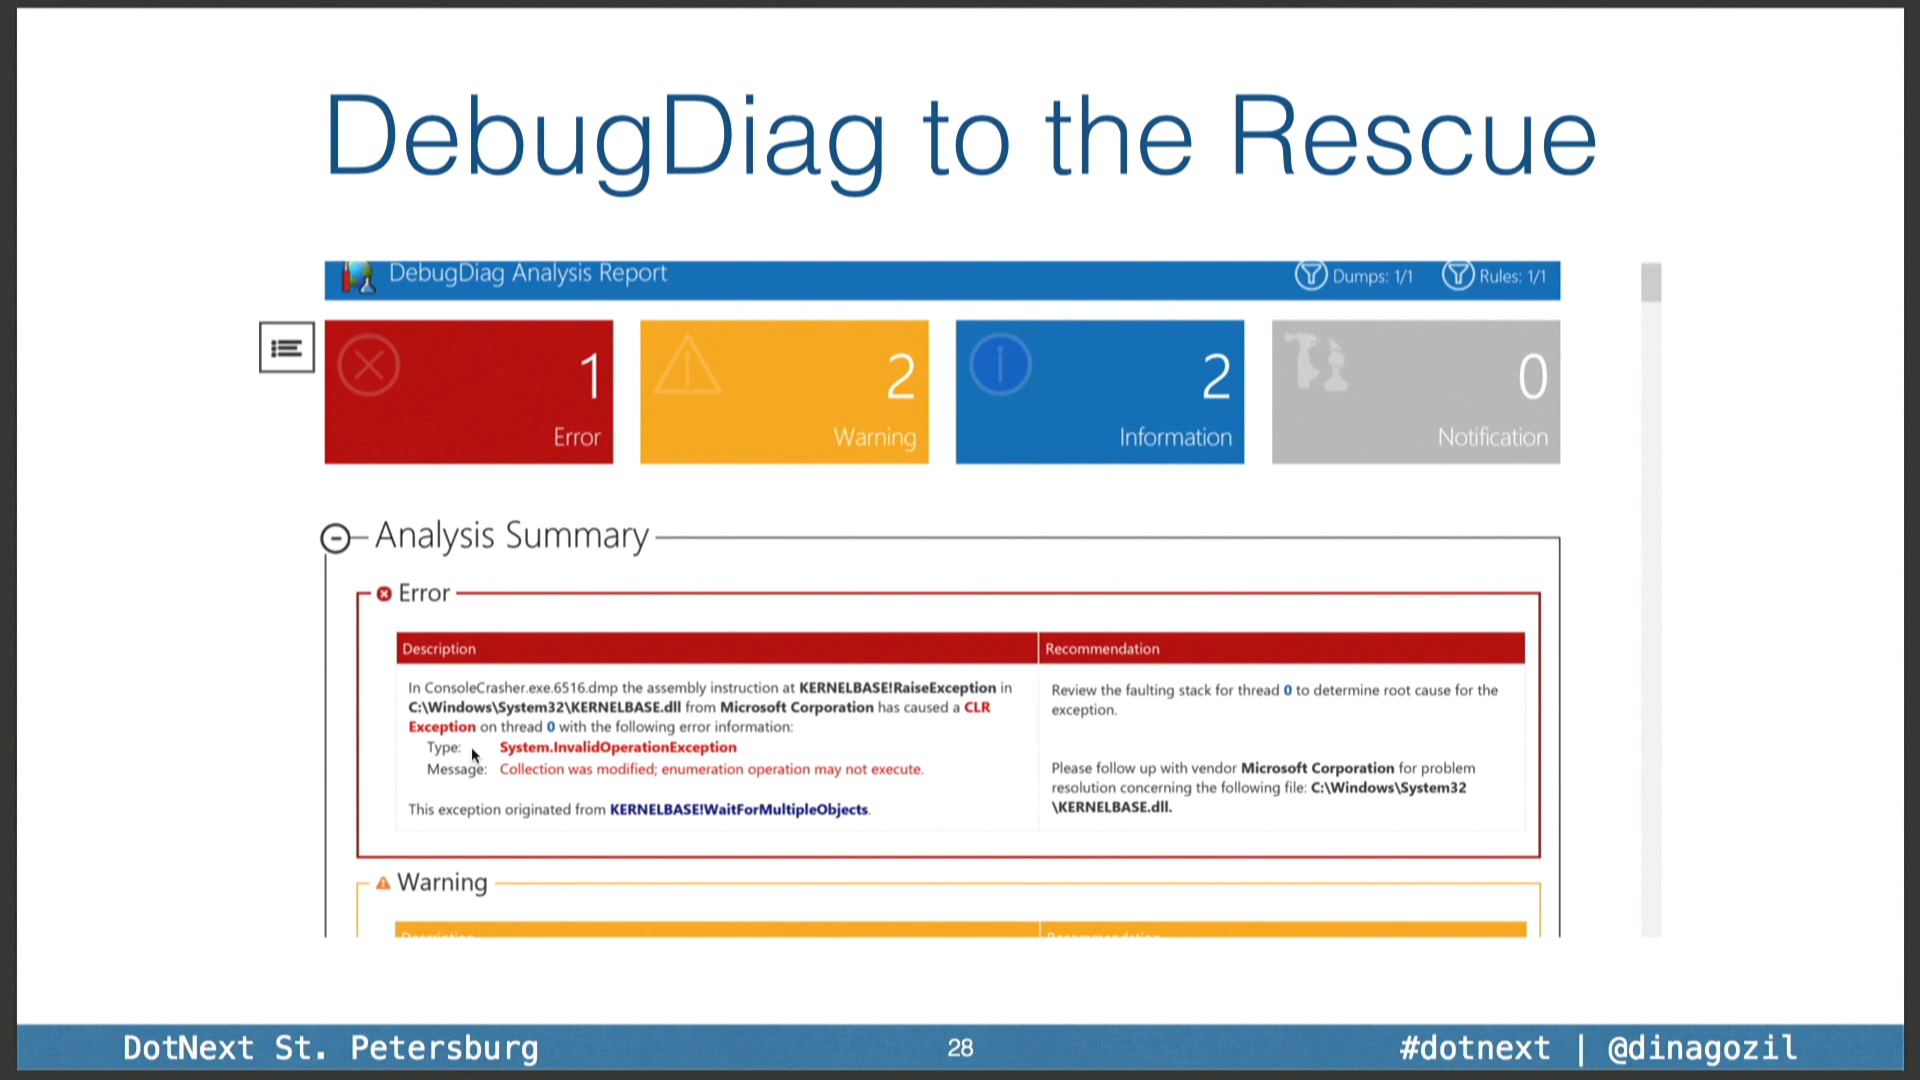 DebugDiag to the Rescue
DebugDiag Analysis Report
Dumps: 1/1
Rules: 1/1
1
Error
2
Warning
2
Information
0
Notification
Analysis Summary
Error
Description
Recommendation
In ConsoleCrasher.exe.6516.dmp the assembly instruction at KERNELBASE!RaiseException in
C:\Windows\System32\KERNELBASE.dll from Microsoft Corporation has caused a CLR
Exception on thread 0 with the following error information:
Type: System.InvalidOperationException
Message: Collection was modified; enumeration operation may not execute.
This exception originated from KERNELBASE!WaitForMultipleObjects.
Review the faulting stack for thread 0 to determine root cause for the
exception.
Please follow up with vendor Microsoft Corporation for problem
resolution concerning the following file: C:\Windows\System32
\KERNELBASE.dll.
Warning
Description
Recommendation
DotNext St. Petersburg
28
#dotnext | @dinagozil